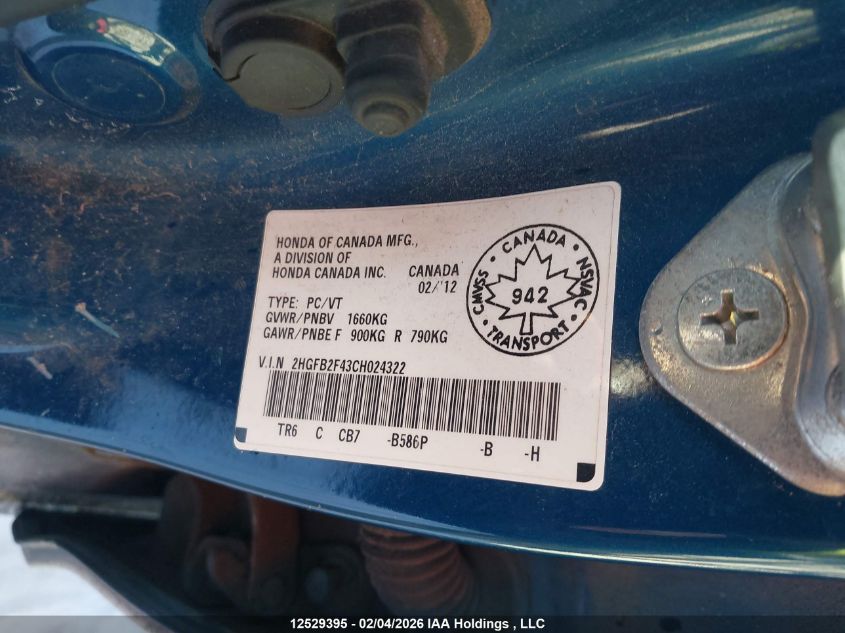 HONDA OF CANADA MFG.,
A DIVISION OF
HONDA CANADA INC. CANADA
02/'12
TYPE: PC/VT
GVWR/PNBV 1660KG
GAWR/PNBE F 900KG R 790KG
V.I.N 2HGFB2F43CH024322
TR6 C CB7 -B586P -B -H
CMVSS • CANADA • NSVAC
942
• TRANSPORT •
12529395 - 02/04/2026 IAA Holdings , LLC